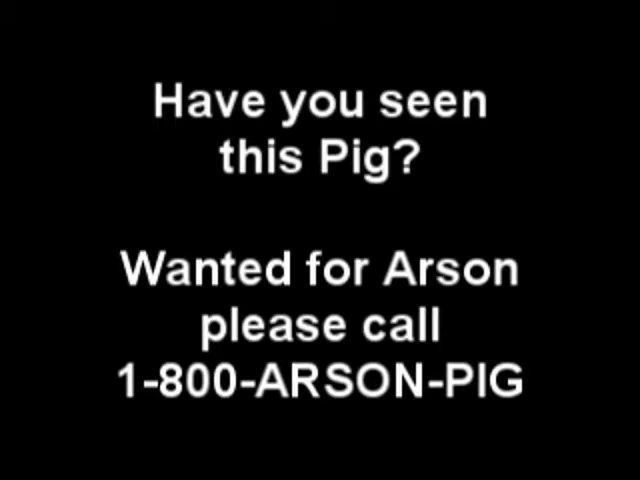 Have you seen
this Pig?
Wanted for Arson
please call
1-800-ARSON-PIG